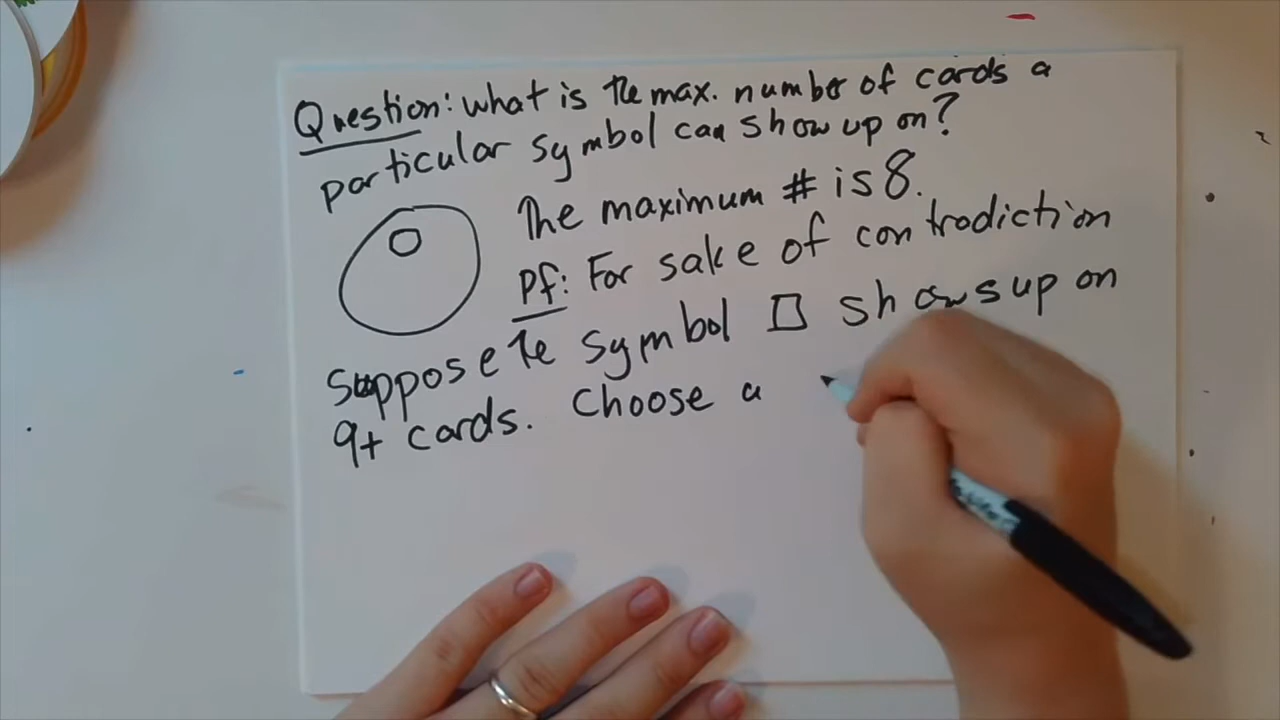 Question: what is the max. number of cards a
particular symbol can show up on?
The maximum # is 8.
Pf: For sake of contradiction
suppose the symbol □ shows up on
9+ cards. Choose a